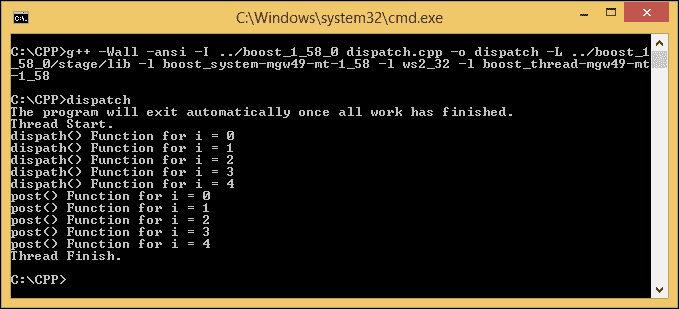 C:\Windows\system32\cmd.exe
C:\CPP>g++ -Wall -ansi -I ../boost_1_58_0 dispatch.cpp -o dispatch -L ../boost_1
_58_0/stage/lib -l boost_system-mgw49-mt-1_58 -l ws2_32 -l boost_thread-mgw49-mt
-1_58
C:\CPP>dispatch
The program will exit automatically once all work has finished.
Thread Start.
dispath() Function for i = 0
dispath() Function for i = 1
dispath() Function for i = 2
dispath() Function for i = 3
dispath() Function for i = 4
post() Function for i = 0
post() Function for i = 1
post() Function for i = 2
post() Function for i = 3
post() Function for i = 4
Thread Finish.
C:\CPP>